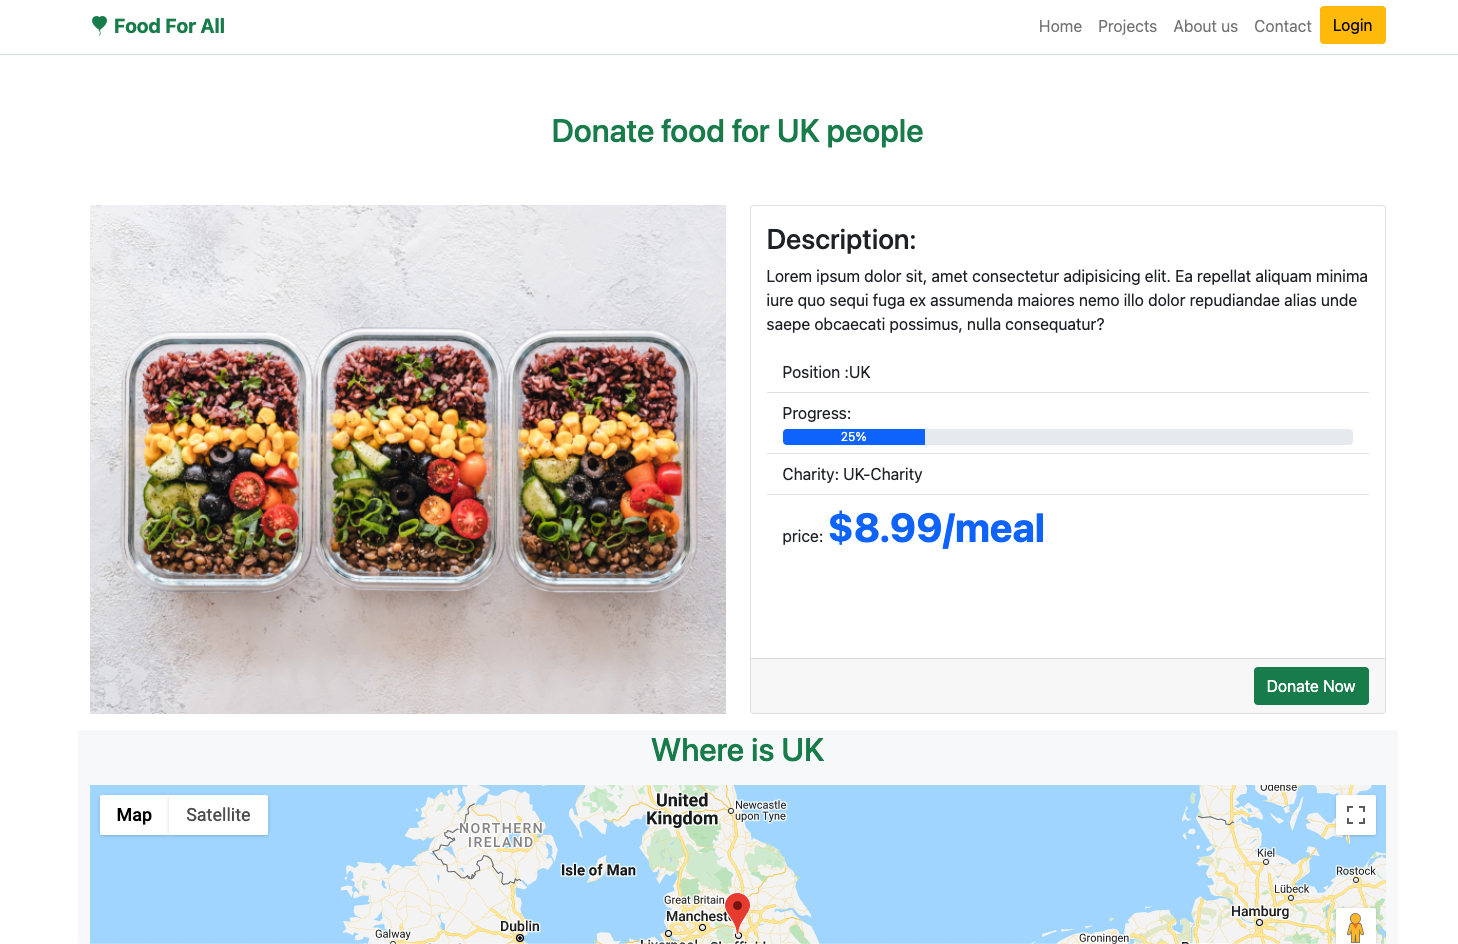 Food For All
Home Projects About us Contact Login
Donate food for UK people
Description:
Lorem ipsum dolor sit, amet consectetur adipisicing elit. Ea repellat aliquam minima
iure quo sequi fuga ex assumenda maiores nemo illo dolor repudiandae alias unde
saepe obcaecati possimus, nulla consequatur?
Position :UK
Progress:
25%
Charity: UK-Charity
price: $8.99/meal
Donate Now
Where is UK
Map Satellite
United
Kingdom
Newcastle
upon Tyne
NORTHERN
IRELAND
Isle of Man
Great Britain
Dublin
Galway
Odense
Kiel
Rostock
Lübeck
Hamburg
Groningen